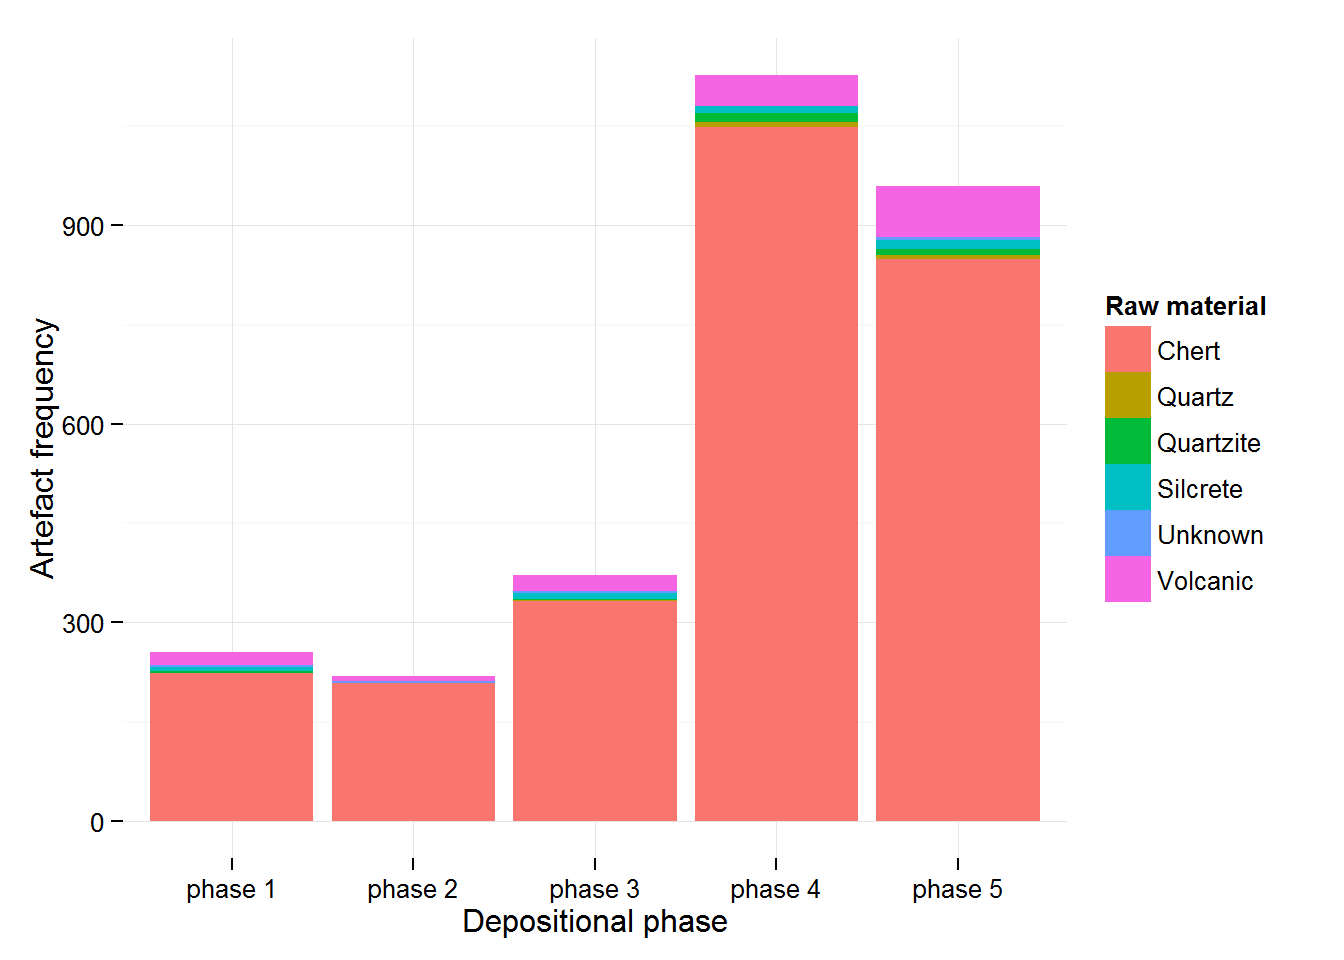 Artefact frequency
900
600
300
0
phase 1
phase 2
phase 3
phase 4
phase 5
Depositional phase
Raw material
Chert
Quartz
Quartzite
Silcrete
Unknown
Volcanic